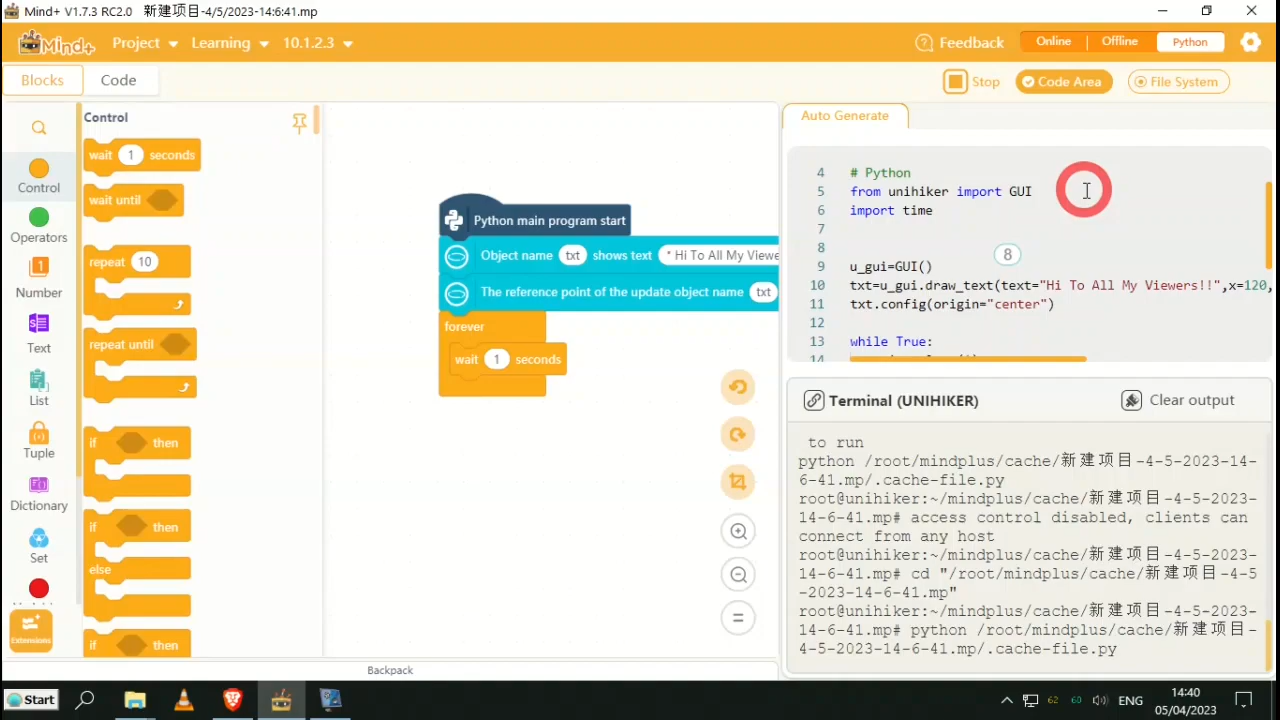 Mind+ V1.7.3 RC2.0 新建项目-4/5/2023-14:6:41.mp
Mind+ Project Learning 10.1.2.3 Feedback Online Offline Python
Blocks Code Stop Code Area File System
Control
wait 1 seconds
Control
wait until
Operators
repeat 10
Number
repeat until
Text
List
if then
Tuple
Dictionary
if then
Set
else
Extensions
if then
Python main program start
Object name txt shows text " Hi To All My Viewe
The reference point of the update object name txt
forever
wait 1 seconds
Backpack
Auto Generate
4 # Python
5 from unihiker import GUI
6 import time
7
8
8
9 u_gui=GUI()
10 txt=u_gui.draw_text(text="Hi To All My Viewers!!",x=120,
11 txt.config(origin="center")
12
13 while True:
14
Terminal (UNIHIKER) Clear output
to run
python /root/mindplus/cache/新建项目-4-5-2023-14-
6-41.mp/.cache-file.py
root@unihiker:~/mindplus/cache/新建项目-4-5-2023-
14-6-41.mp# access control disabled, clients can
connect from any host
root@unihiker:~/mindplus/cache/新建项目-4-5-2023-
14-6-41.mp# cd "/root/mindplus/cache/新建项目-4-5
-2023-14-6-41.mp"
root@unihiker:~/mindplus/cache/新建项目-4-5-2023-
14-6-41.mp# python /root/mindplus/cache/新建项目-
4-5-2023-14-6-41.mp/.cache-file.py
Start 62 60 ENG 14:40
05/04/2023